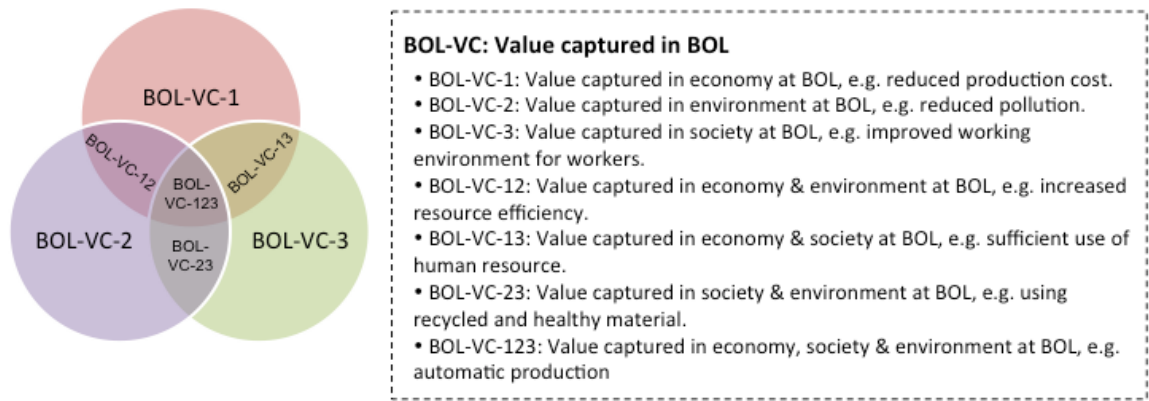 BOL-VC-1
BOL-VC-12
BOL-VC-13
BOL-
VC-123
BOL-VC-2
BOL-
VC-23
BOL-VC-3
BOL-VC: Value captured in BOL
• BOL-VC-1: Value captured in economy at BOL, e.g. reduced production cost.
• BOL-VC-2: Value captured in environment at BOL, e.g. reduced pollution.
• BOL-VC-3: Value captured in society at BOL, e.g. improved working
environment for workers.
• BOL-VC-12: Value captured in economy & environment at BOL, e.g. increased
resource efficiency.
• BOL-VC-13: Value captured in economy & society at BOL, e.g. sufficient use of
human resource.
• BOL-VC-23: Value captured in society & environment at BOL, e.g. using
recycled and healthy material.
• BOL-VC-123: Value captured in economy, society & environment at BOL, e.g.
automatic production